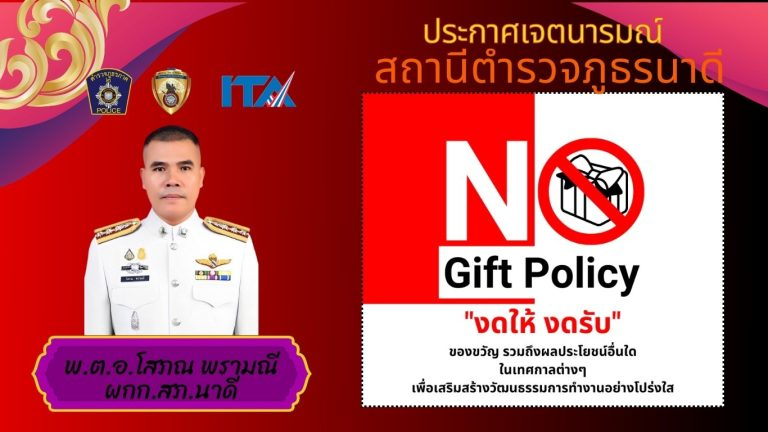 ประกาศเจตนารมณ์
สถานีตำรวจภูธรนาดี
POLICE
ITA
NO
Gift Policy
"งดให้ งดรับ"
ของขวัญ รวมถึงผลประโยชน์อื่นใด
ในเทศกาลต่างๆ
เพื่อเสริมสร้างวัฒนธรรมการทำงานอย่างโปร่งใส
พ.ต.อ.โสภณ พรามณี
ผกก.สภ.นาดี